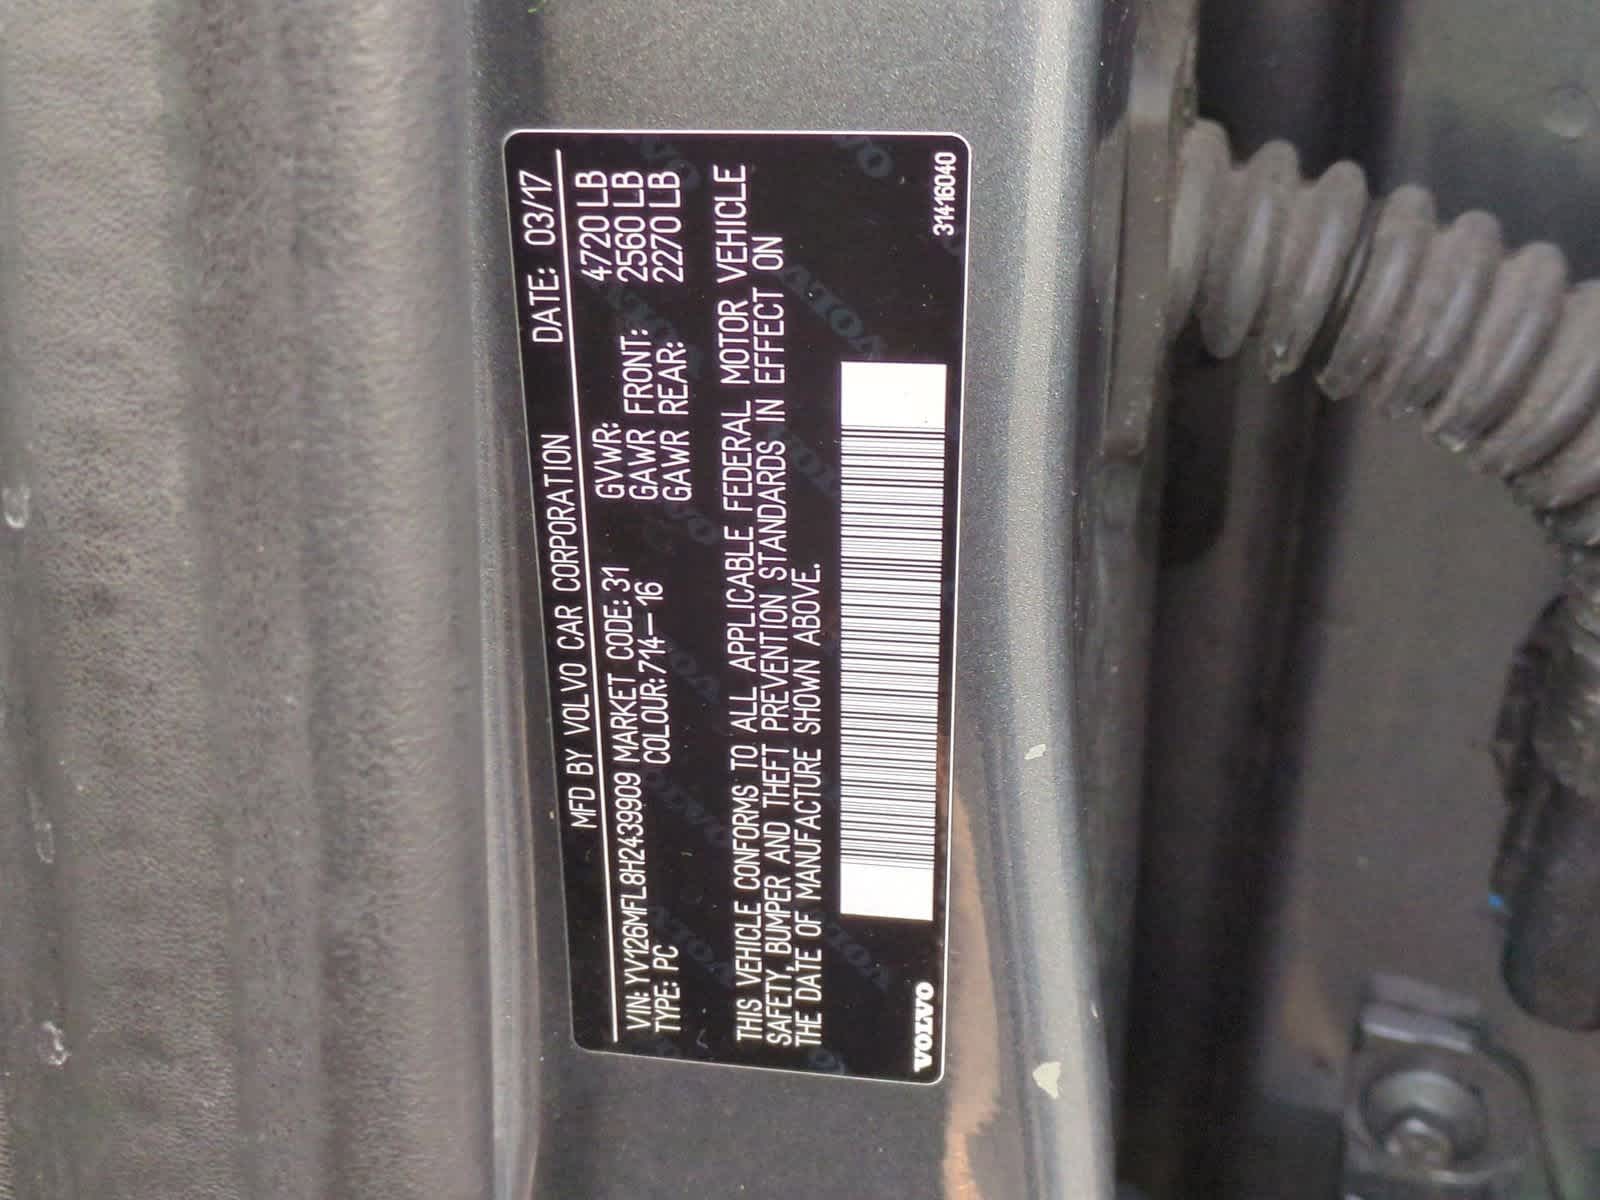 MFD BY VOLVO CAR CORPORATION DATE: 03/17
VIN: YV126MFL8H2439909 MARKET CODE: 31 GVWR: 4720 LB
TYPE: PC COLOUR: 714-16 GAWR FRONT: 2560 LB
GAWR REAR: 2270 LB
THIS VEHICLE CONFORMS TO ALL APPLICABLE FEDERAL MOTOR VEHICLE
SAFETY, BUMPER AND THEFT PREVENTION STANDARDS IN EFFECT ON
THE DATE OF MANUFACTURE SHOWN ABOVE.
VOLVO 31416040